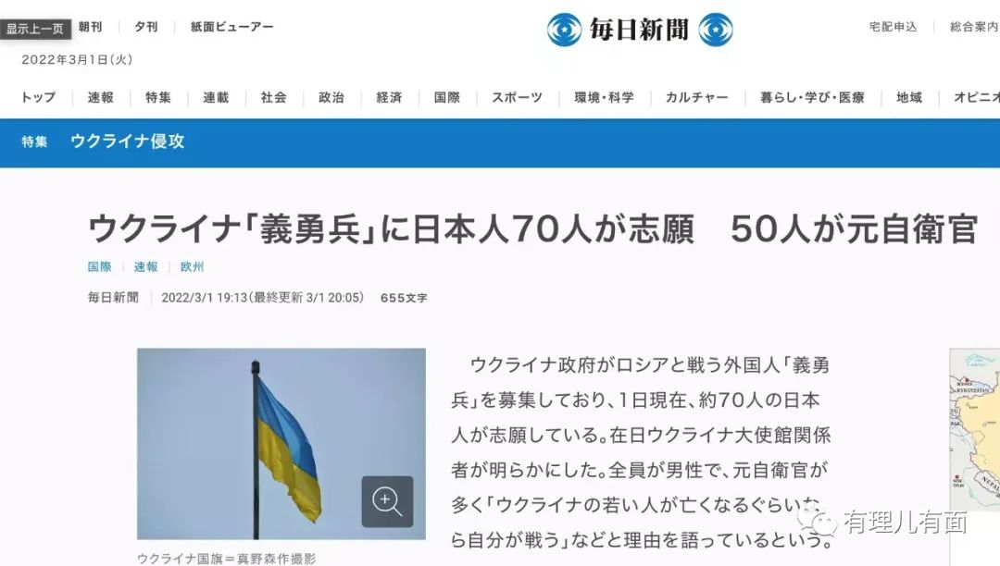 显示上一页
朝刊 夕刊 紙面ビューアー
毎日新聞
宅配申込 総合案内
2022年3月1日(火)
トップ 速報 特集 連載 社会 政治 経済 国際 スポーツ 環境・科学 カルチャー 暮らし・学び・医療 地域 オピニオ
特集 ウクライナ侵攻
ウクライナ「義勇兵」に日本人70人が志願　50人が元自衛官
国際 速報 欧州
毎日新聞 2022/3/1 19:13(最終更新 3/1 20:05) 655文字
ウクライナ政府がロシアと戦う外国人「義勇
兵」を募集しており、1日現在、約70人の日本
人が志願している。在日ウクライナ大使館関係
者が明らかにした。全員が男性で、元自衛官が
多く「ウクライナの若い人が亡くなるぐらいな
ら自分が戦う」などと理由を語っているという。
ウクライナ国旗=真野森作撮影
KYRGYZSTAN
NEPAL
有理儿有面